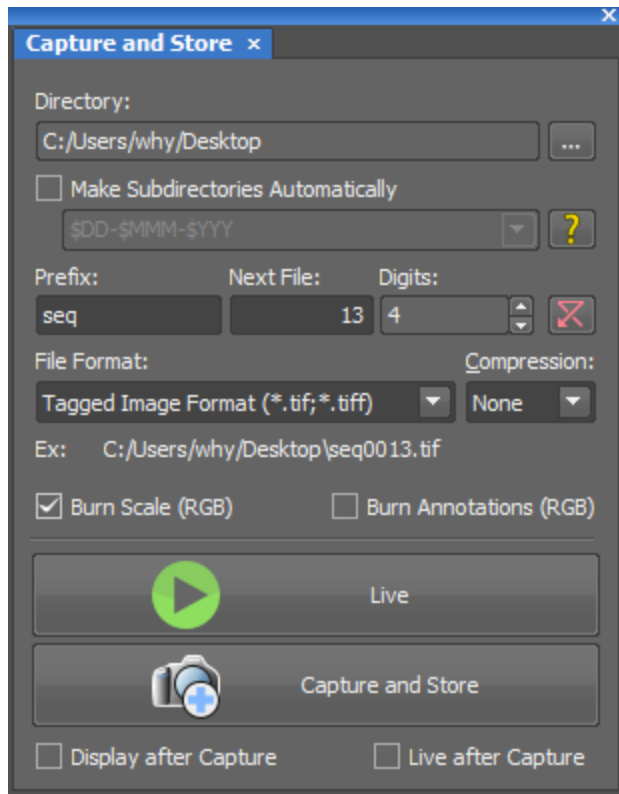 Capture and Store ×
Directory:
C:/Users/why/Desktop
...
Make Subdirectories Automatically
$DD-$MMM-$YYY
?
Prefix: Next File: Digits:
seq 13 4
File Format: Compression:
Tagged Image Format (*.tif;*.tiff) None
Ex: C:/Users/why/Desktop\seq0013.tif
Burn Scale (RGB) Burn Annotations (RGB)
Live
Capture and Store
Display after Capture Live after Capture